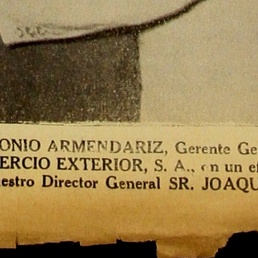 ONIO ARMENDARIZ, Gerente Ge
ERCIO EXTERIOR, S. A., en un ef
estro Director General SR. JOAQU